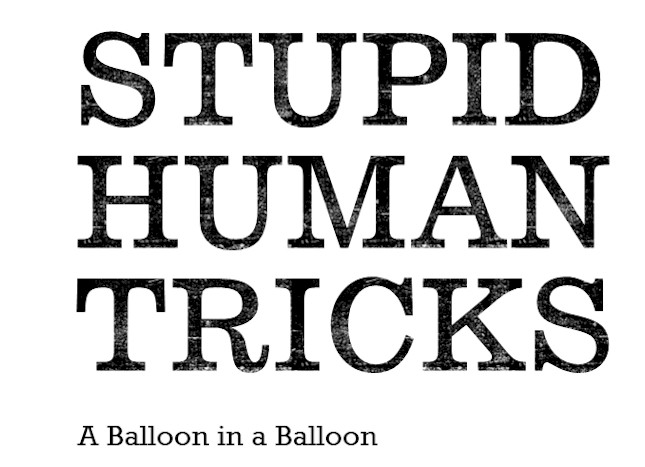 STUPID
HUMAN
TRICKS
A Balloon in a Balloon